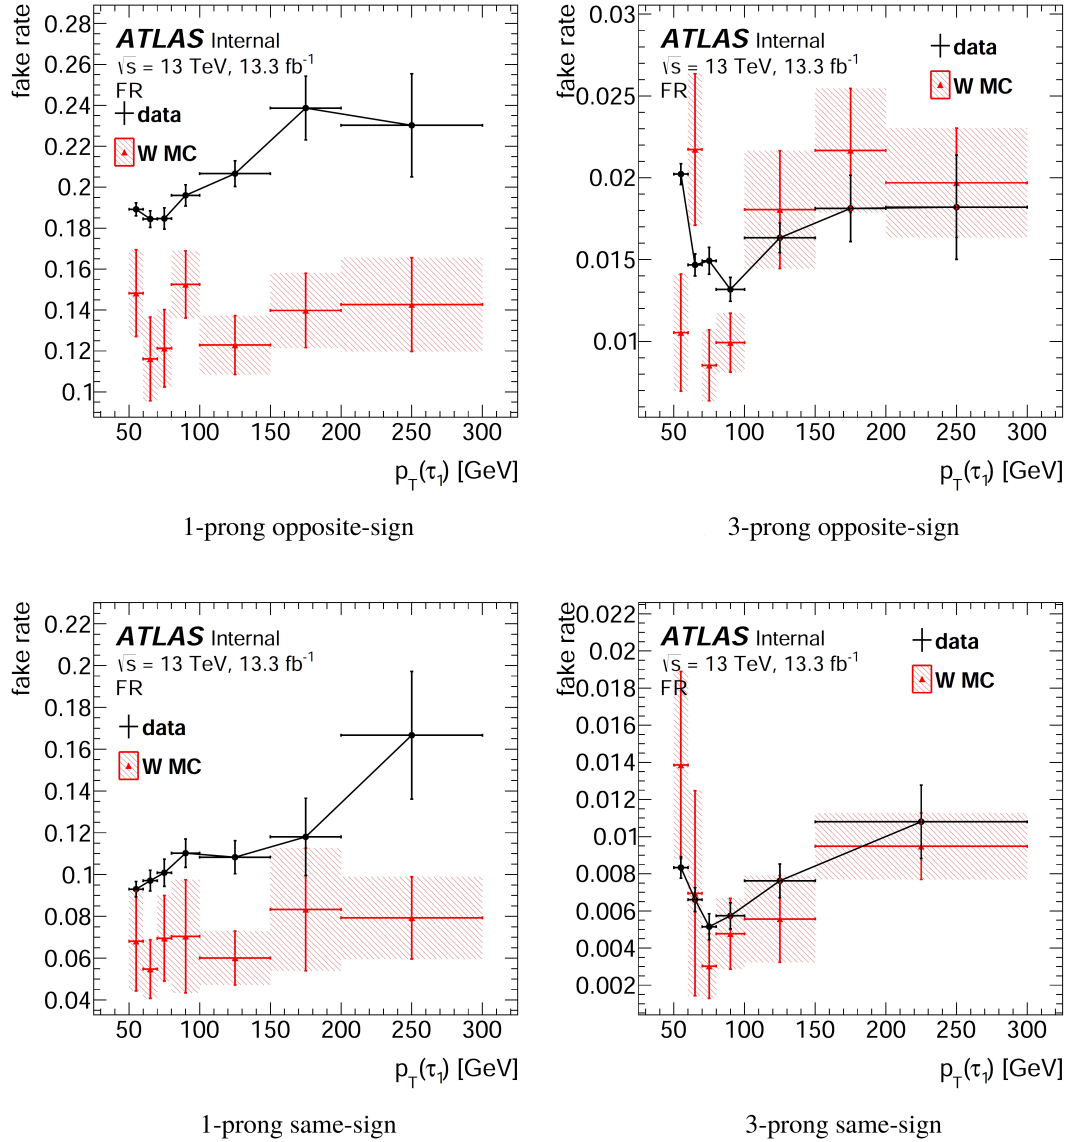 fake rate
0.28
0.26
0.24
0.22
0.2
0.18
0.16
0.14
0.12
0.1
ATLAS Internal
√s = 13 TeV, 13.3 fb⁻¹
FR
data
W MC
50 100 150 200 250 300
p_T(τ_1) [GeV]
1-prong opposite-sign
fake rate
0.03
0.025
0.02
0.015
0.01
ATLAS Internal
√s = 13 TeV, 13.3 fb⁻¹
FR
data
W MC
50 100 150 200 250 300
p_T(τ_1) [GeV]
3-prong opposite-sign
fake rate
0.22
0.2
0.18
0.16
0.14
0.12
0.1
0.08
0.06
0.04
ATLAS Internal
√s = 13 TeV, 13.3 fb⁻¹
FR
data
W MC
50 100 150 200 250 300
p_T(τ_1) [GeV]
1-prong same-sign
fake rate
0.022
0.02
0.018
0.016
0.014
0.012
0.01
0.008
0.006
0.004
0.002
ATLAS Internal
√s = 13 TeV, 13.3 fb⁻¹
FR
data
W MC
50 100 150 200 250 300
p_T(τ_1) [GeV]
3-prong same-sign